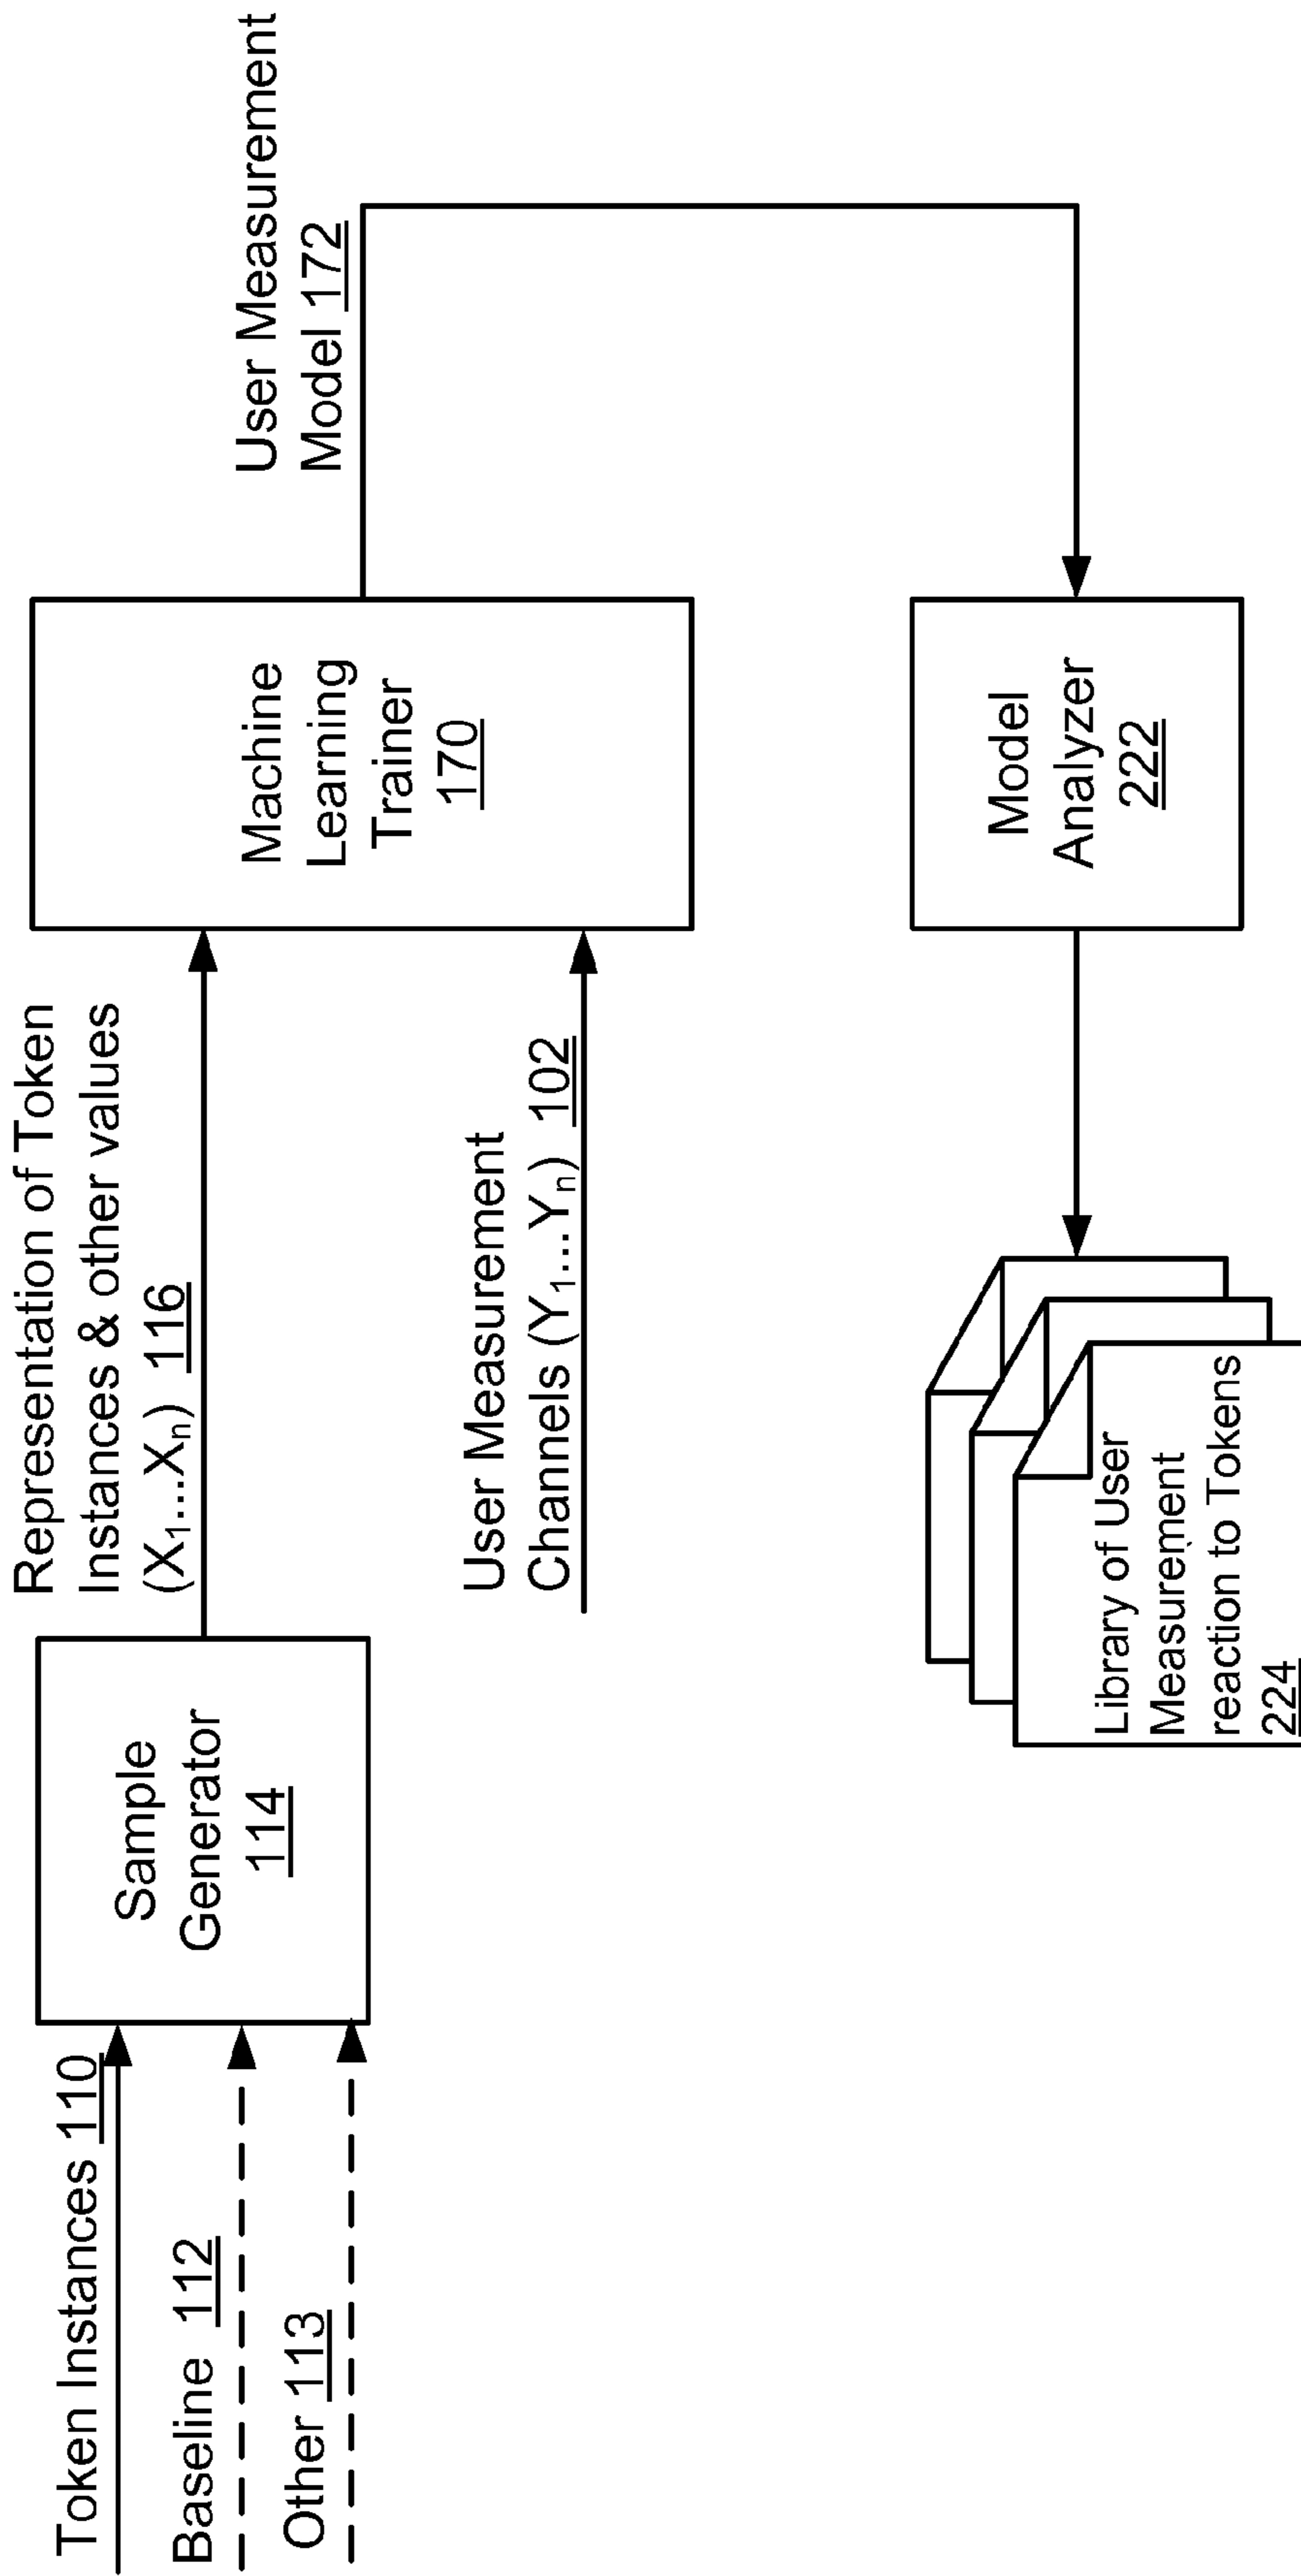 Token Instances 110
Baseline 112
Other 113
Sample
Generator
114
Representation of Token
Instances & other values
(X₁...Xₙ) 116
User Measurement
Channels (Y₁...Yₙ) 102
Machine
Learning
Trainer
170
User Measurement
Model 172
Model
Analyzer
222
Library of User
Measurement
reaction to Tokens
224